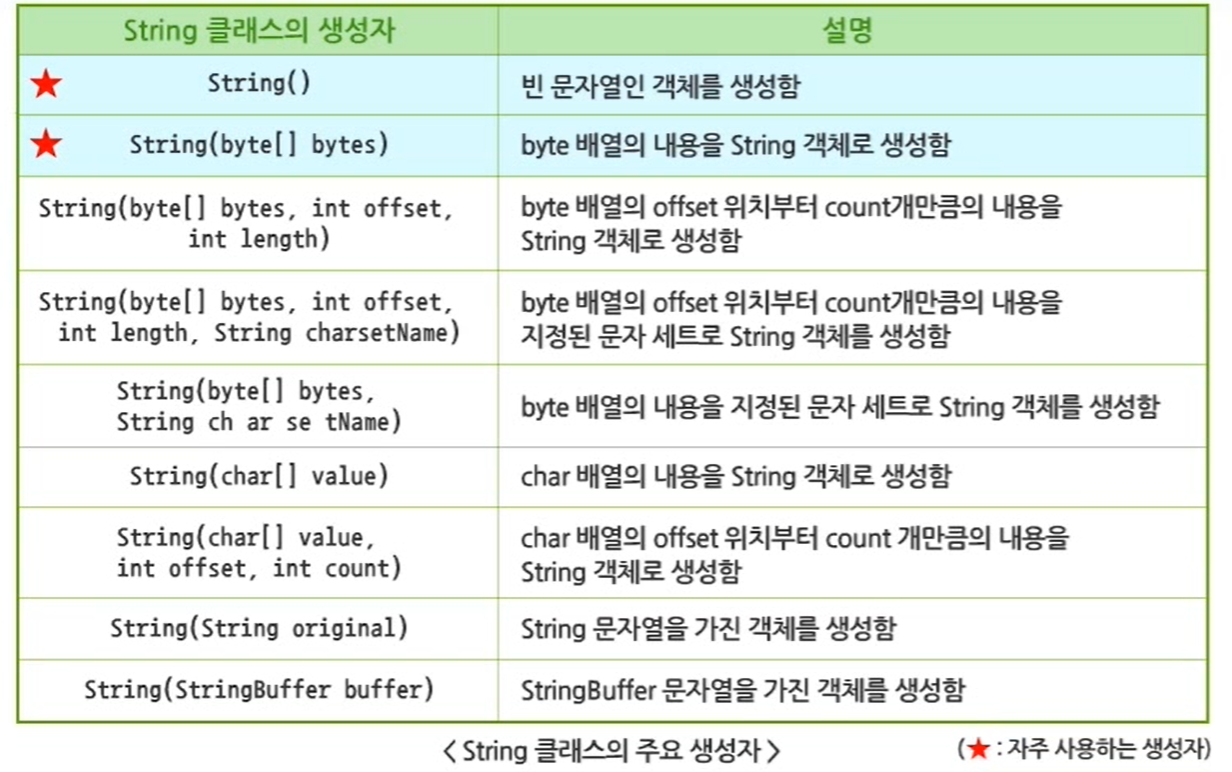 String 클래스의 생성자
설명
★ String()
빈 문자열인 객체를 생성함
★ String(byte[] bytes)
byte 배열의 내용을 String 객체로 생성함
String(byte[] bytes, int offset,
int length)
byte 배열의 offset 위치부터 count개만큼의 내용을
String 객체로 생성함
String(byte[] bytes, int offset,
int length, String charsetName)
byte 배열의 offset 위치부터 count개만큼의 내용을
지정된 문자 세트로 String 객체를 생성함
String(byte[] bytes,
String ch ar se tName)
byte 배열의 내용을 지정된 문자 세트로 String 객체를 생성함
String(char[] value)
char 배열의 내용을 String 객체로 생성함
String(char[] value,
int offset, int count)
char 배열의 offset 위치부터 count 개만큼의 내용을
String 객체로 생성함
String(String original)
String 문자열을 가진 객체를 생성함
String(StringBuffer buffer)
StringBuffer 문자열을 가진 객체를 생성함
< String 클래스의 주요 생성자 >
(★ : 자주 사용하는 생성자)